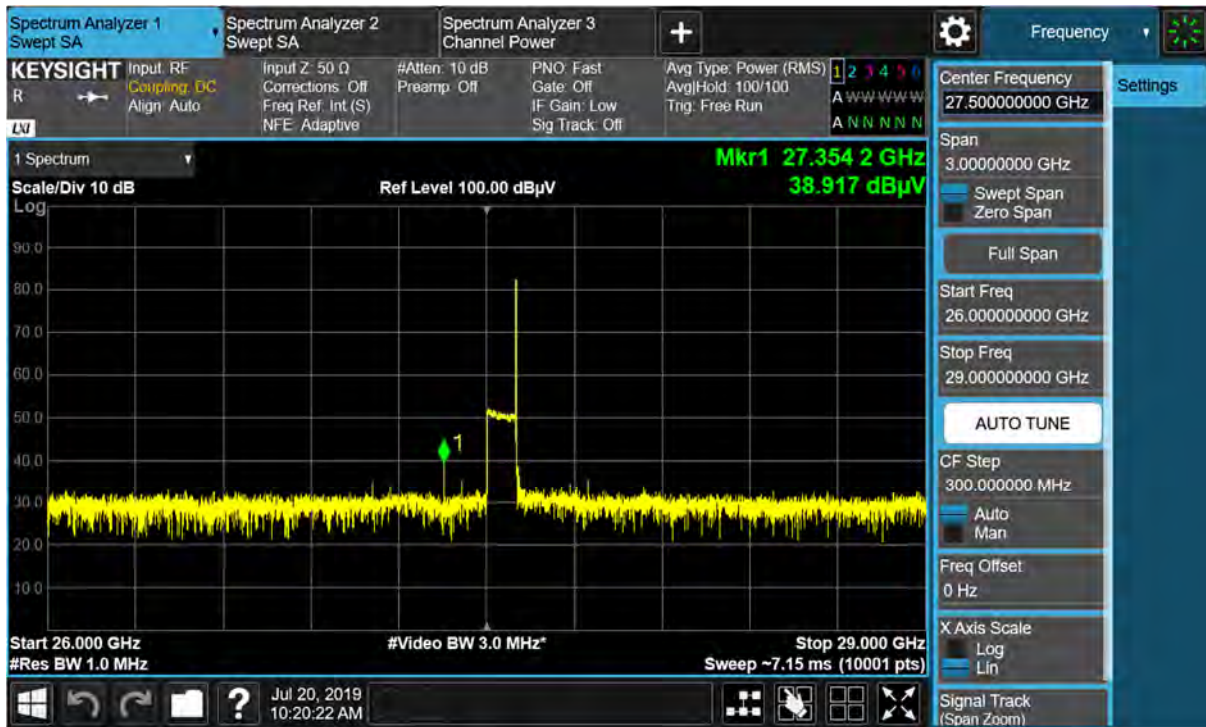 Spectrum Analyzer 1
Swept SA
Spectrum Analyzer 2
Swept SA
Spectrum Analyzer 3
Channel Power
+
Frequency
KEYSIGHT
R
LXI
Input: RF
Coupling: DC
Align: Auto
Input Z: 50 Ω
Corrections: Off
Freq Ref: Int (S)
NFE: Adaptive
#Atten: 10 dB
Preamp: Off
PNO: Fast
Gate: Off
IF Gain: Low
Sig Track: Off
Avg Type: Power (RMS)
Avg|Hold: 100/100
Trig: Free Run
1 2 3 4 5 6
A W W W W W
A N N N N N
1 Spectrum
Scale/Div 10 dB
Ref Level 100.00 dBµV
Mkr1 27.354 2 GHz
38.917 dBµV
Log
90.0
80.0
70.0
60.0
50.0
40.0
30.0
20.0
10.0
1
Start 26.000 GHz
#Video BW 3.0 MHz*
Stop 29.000 GHz
#Res BW 1.0 MHz
Sweep ~7.15 ms (10001 pts)
?
Jul 20, 2019
10:20:22 AM
Center Frequency
27.500000000 GHz
Settings
Span
3.00000000 GHz
Swept Span
Zero Span
Full Span
Start Freq
26.000000000 GHz
Stop Freq
29.000000000 GHz
AUTO TUNE
CF Step
300.000000 MHz
Auto
Man
Freq Offset
0 Hz
X Axis Scale
Log
Lin
Signal Track
(Span Zoom)